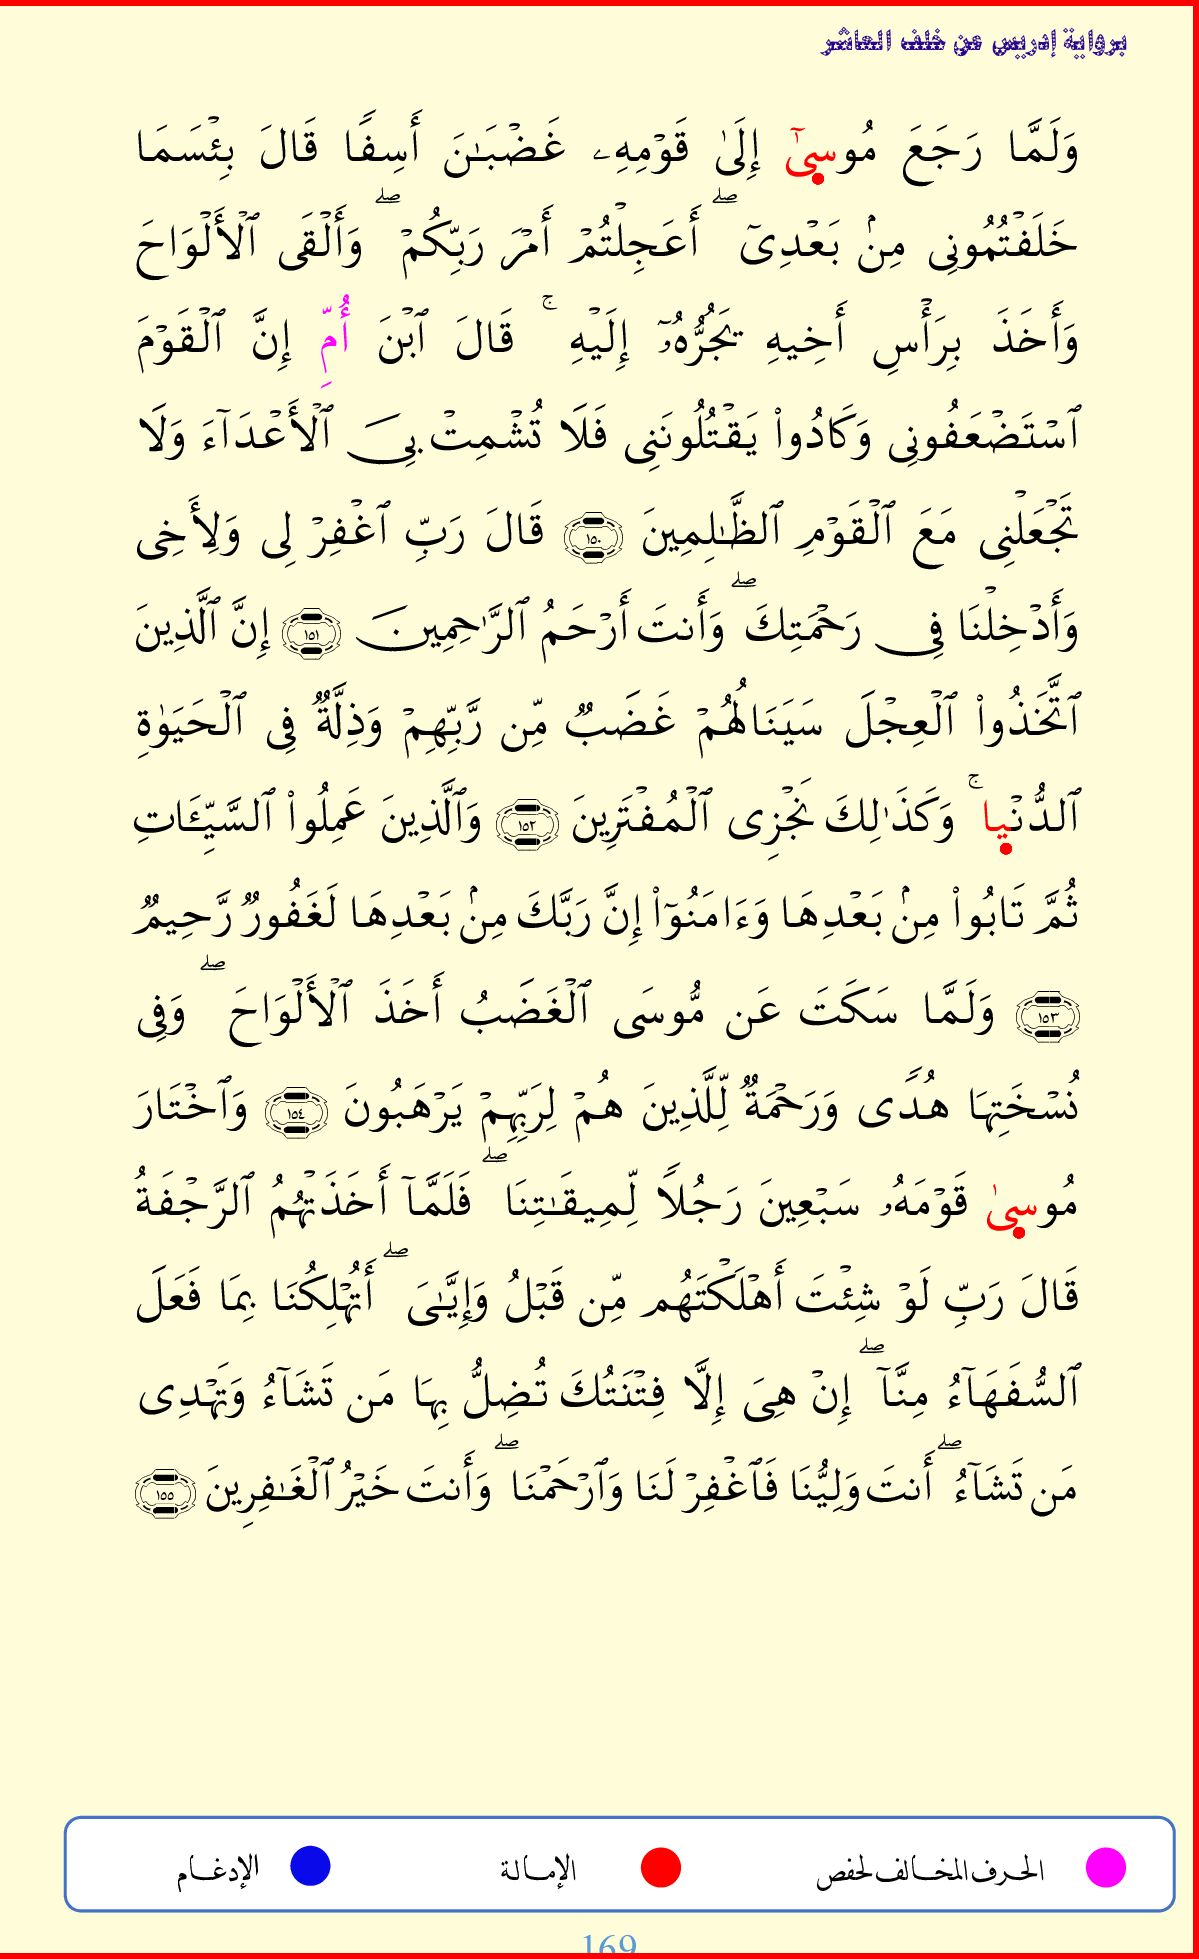 برواية إدريس عن خلف العاشر
وَلَمَّا رَجَعَ مُوسىٰٓ إِلَىٰ قَوْمِهِۦ غَضْبَـٰنَ أَسِفًا قَالَ بِئْسَمَا
خَلَفْتُمُونِى مِنۢ بَعْدِىٓ ۖ أَعَجِلْتُمْ أَمْرَ رَبِّكُمْ ۖ وَأَلْقَى ٱلْأَلْوَاحَ
وَأَخَذَ بِرَأْسِ أَخِيهِ يَجُرُّهُۥٓ إِلَيْهِ ۚ قَالَ ٱبْنَ أُمِّ إِنَّ ٱلْقَوْمَ
ٱسْتَضْعَفُونِى وَكَادُوا۟ يَقْتُلُونَنِى فَلَا تُشْمِتْ بِىَ ٱلْأَعْدَآءَ وَلَا
تَجْعَلْنِى مَعَ ٱلْقَوْمِ ٱلظَّـٰلِمِينَ ١٥٠ قَالَ رَبِّ ٱغْفِرْ لِى وَلِأَخِى
وَأَدْخِلْنَا فِى رَحْمَتِكَ ۖ وَأَنتَ أَرْحَمُ ٱلرَّٰحِمِينَ ١٥١ إِنَّ ٱلَّذِينَ
ٱتَّخَذُوا۟ ٱلْعِجْلَ سَيَنَالُهُمْ غَضَبٌ مِّن رَّبِّهِمْ وَذِلَّةٌ فِى ٱلْحَيَوٰةِ
ٱلدُّنْيا ۚ وَكَذَٰلِكَ نَجْزِى ٱلْمُفْتَرِينَ ١٥٢ وَٱلَّذِينَ عَمِلُوا۟ ٱلسَّيِّـَٔاتِ
ثُمَّ تَابُوا۟ مِنۢ بَعْدِهَا وَءَامَنُوٓا۟ إِنَّ رَبَّكَ مِنۢ بَعْدِهَا لَغَفُورٌ رَّحِيمٌ
١٥٣ وَلَمَّا سَكَتَ عَن مُّوسَى ٱلْغَضَبُ أَخَذَ ٱلْأَلْوَاحَ ۖ وَفِى
نُسْخَتِهَا هُدًى وَرَحْمَةٌ لِّلَّذِينَ هُمْ لِرَبِّهِمْ يَرْهَبُونَ ١٥٤ وَٱخْتَارَ
مُوسىٰ قَوْمَهُۥ سَبْعِينَ رَجُلًا لِّمِيقَـٰتِنَا ۖ فَلَمَّآ أَخَذَتْهُمُ ٱلرَّجْفَةُ
قَالَ رَبِّ لَوْ شِئْتَ أَهْلَكْتَهُم مِّن قَبْلُ وَإِيَّـٰىَ ۖ أَتُهْلِكُنَا بِمَا فَعَلَ
ٱلسُّفَهَآءُ مِنَّآ ۖ إِنْ هِىَ إِلَّا فِتْنَتُكَ تُضِلُّ بِهَا مَن تَشَآءُ وَتَهْدِى
مَن تَشَآءُ ۖ أَنتَ وَلِيُّنَا فَٱغْفِرْ لَنَا وَٱرْحَمْنَا ۖ وَأَنتَ خَيْرُ ٱلْغَـٰفِرِينَ ١٥٥
الحرف المخالف لحفص الإمالة الإدغام
169